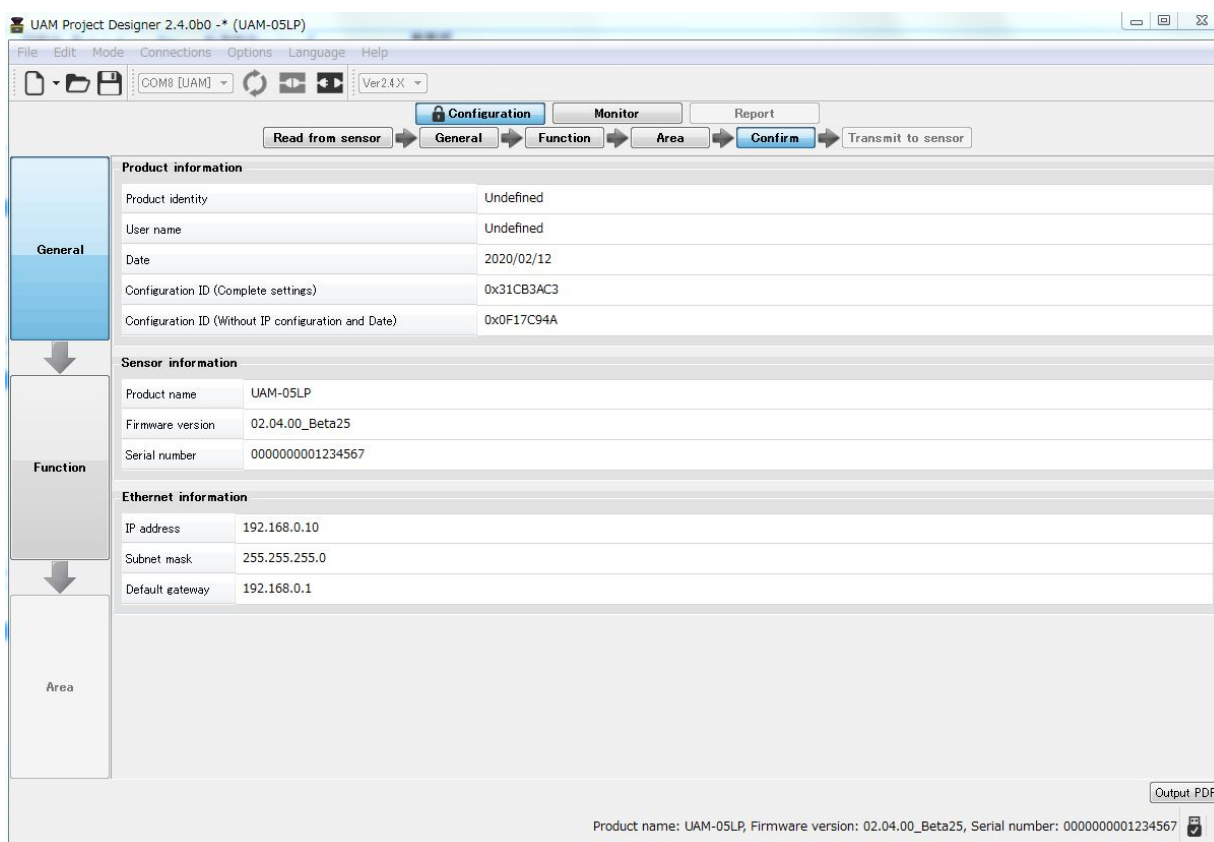 UAM Project Designer 2.4.0b0 -* (UAM-05LP)
File Edit Mode Connections Options Language Help
COM8 [UAM] Ver2.4.X
Configuration Monitor Report
Read from sensor General Function Area Confirm Transmit to sensor
General
Function
Area
Product information
Product identity Undefined
User name Undefined
Date 2020/02/12
Configuration ID (Complete settings) 0x31CB3AC3
Configuration ID (Without IP configuration and Date) 0x0F17C94A
Sensor information
Product name UAM-05LP
Firmware version 02.04.00_Beta25
Serial number 0000000001234567
Ethernet information
IP address 192.168.0.10
Subnet mask 255.255.255.0
Default gateway 192.168.0.1
Output PDF
Product name: UAM-05LP, Firmware version: 02.04.00_Beta25, Serial number: 0000000001234567